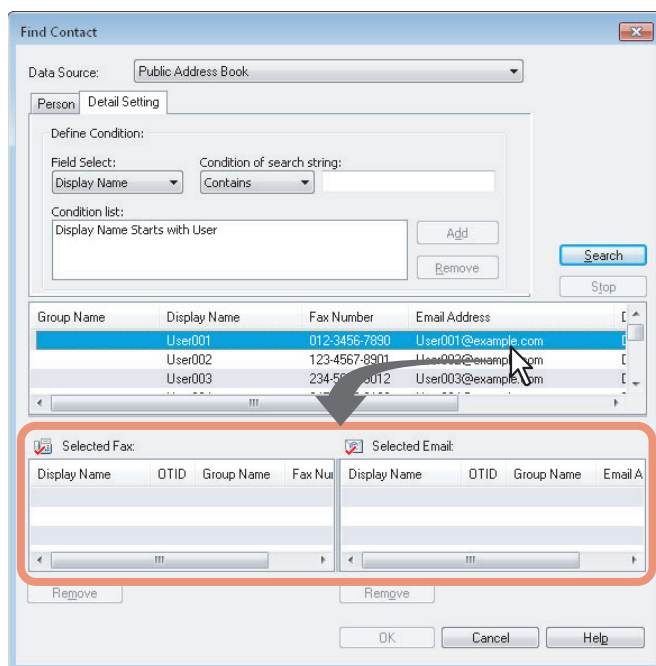 Find Contact
Data Source: Public Address Book
Person Detail Setting
Define Condition:
Field Select: Condition of search string:
Display Name Contains
Condition list:
Display Name Starts with User
Add
Remove
Search
Stop
Group Name Display Name Fax Number Email Address
User001 012-3456-7890 User001@example.com
User002 123-4567-8901
User003 User003@example.com
Selected Fax: Selected Email:
Display Name OTID Group Name Fax Nu Display Name OTID Group Name Email A
Remove Remove
OK Cancel Help